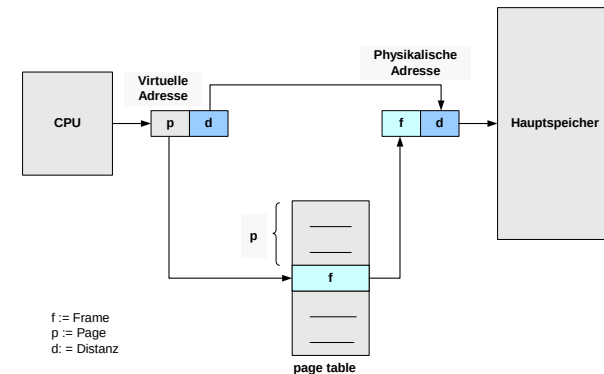 Physikalische
Adresse
Virtuelle
Adresse
CPU
p d
f d
Hauptspeicher
p
f
f := Frame
p := Page
d: = Distanz
page table